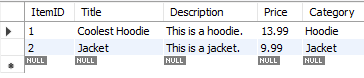 ItemID Title Description Price Category
1 Coolest Hoodie This is a hoodie. 13.99 Hoodie
2 Jacket This is a jacket. 9.99 Jacket
NULL NULL NULL NULL NULL